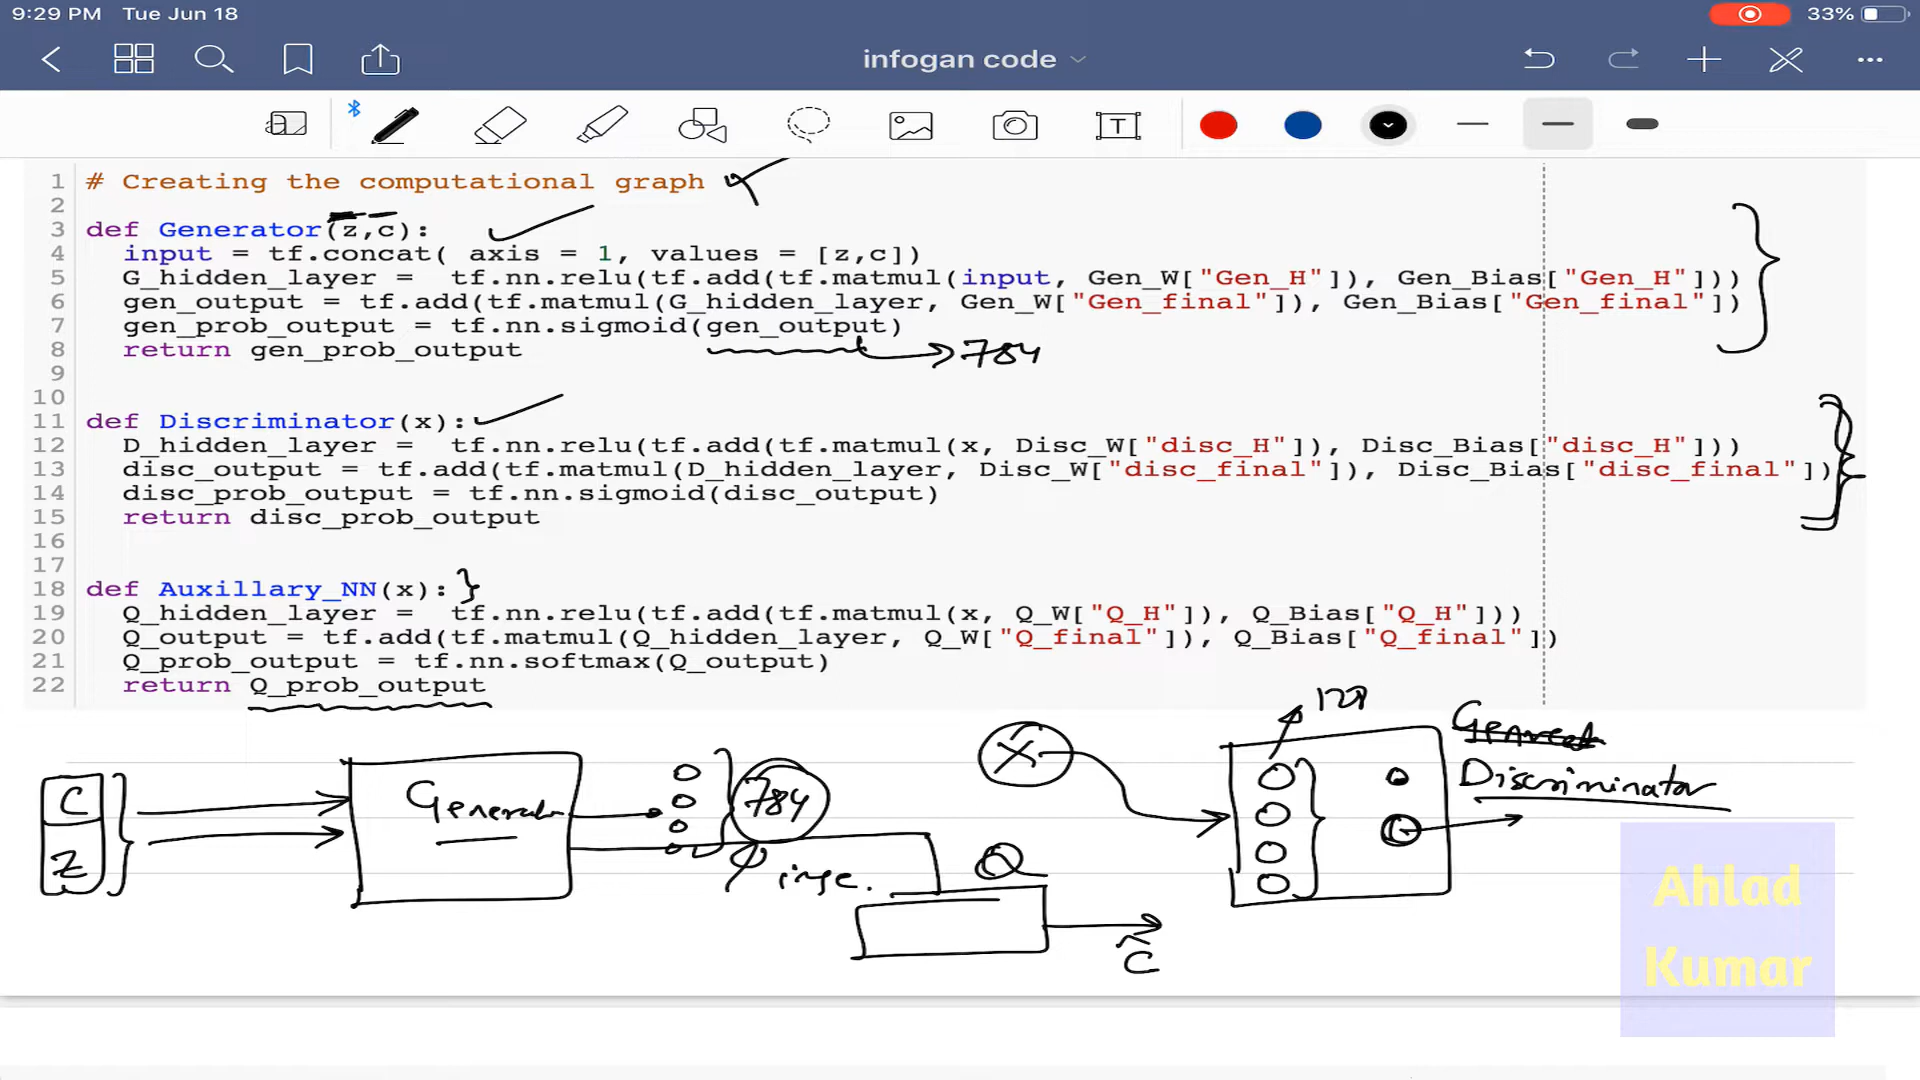 9:29 PM Tue Jun 18
33%
infogan code
T
1 # Creating the computational graph
2
3 def Generator(z,c):
4 input = tf.concat( axis = 1, values = [z,c])
5 G_hidden_layer = tf.nn.relu(tf.add(tf.matmul(input, Gen_W["Gen_H"]), Gen_Bias["Gen_H"]))
6 gen_output = tf.add(tf.matmul(G_hidden_layer, Gen_W["Gen_final"]), Gen_Bias["Gen_final"])
7 gen_prob_output = tf.nn.sigmoid(gen_output)
8 return gen_prob_output
784
9
10
11 def Discriminator(x):
12 D_hidden_layer = tf.nn.relu(tf.add(tf.matmul(x, Disc_W["disc_H"]), Disc_Bias["disc_H"]))
13 disc_output = tf.add(tf.matmul(D_hidden_layer, Disc_W["disc_final"]), Disc_Bias["disc_final"])
14 disc_prob_output = tf.nn.sigmoid(disc_output)
15 return disc_prob_output
16
17
18 def Auxillary_NN(x): }
19 Q_hidden_layer = tf.nn.relu(tf.add(tf.matmul(x, Q_W["Q_H"]), Q_Bias["Q_H"]))
20 Q_output = tf.add(tf.matmul(Q_hidden_layer, Q_W["Q_final"]), Q_Bias["Q_final"])
21 Q_prob_output = tf.nn.softmax(Q_output)
22 return Q_prob_output
128
X
Discriminator
C
Generator
784
Z
Q
Ĉ
Ahlad
Kumar